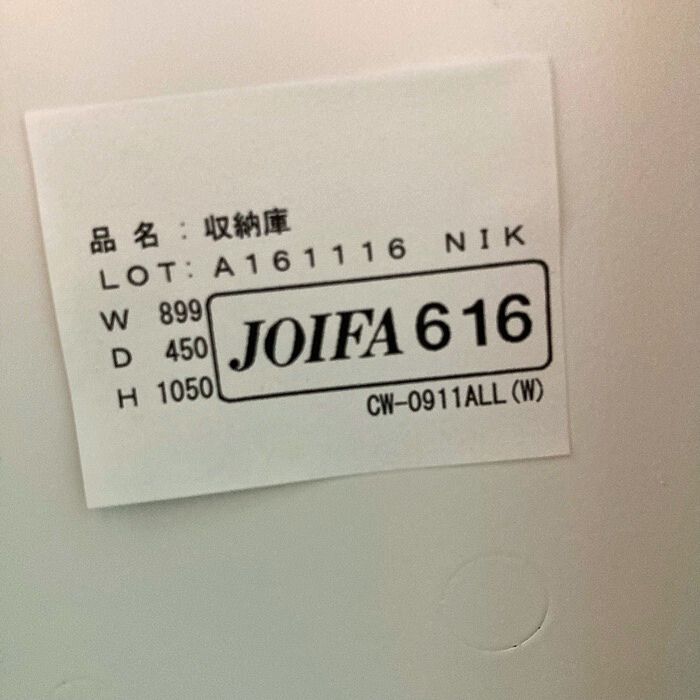 品 名 : 収納庫
LOT: A161116 NIK
W 899
D 450
H 1050
JOIFA 616
CW-0911ALL(W)